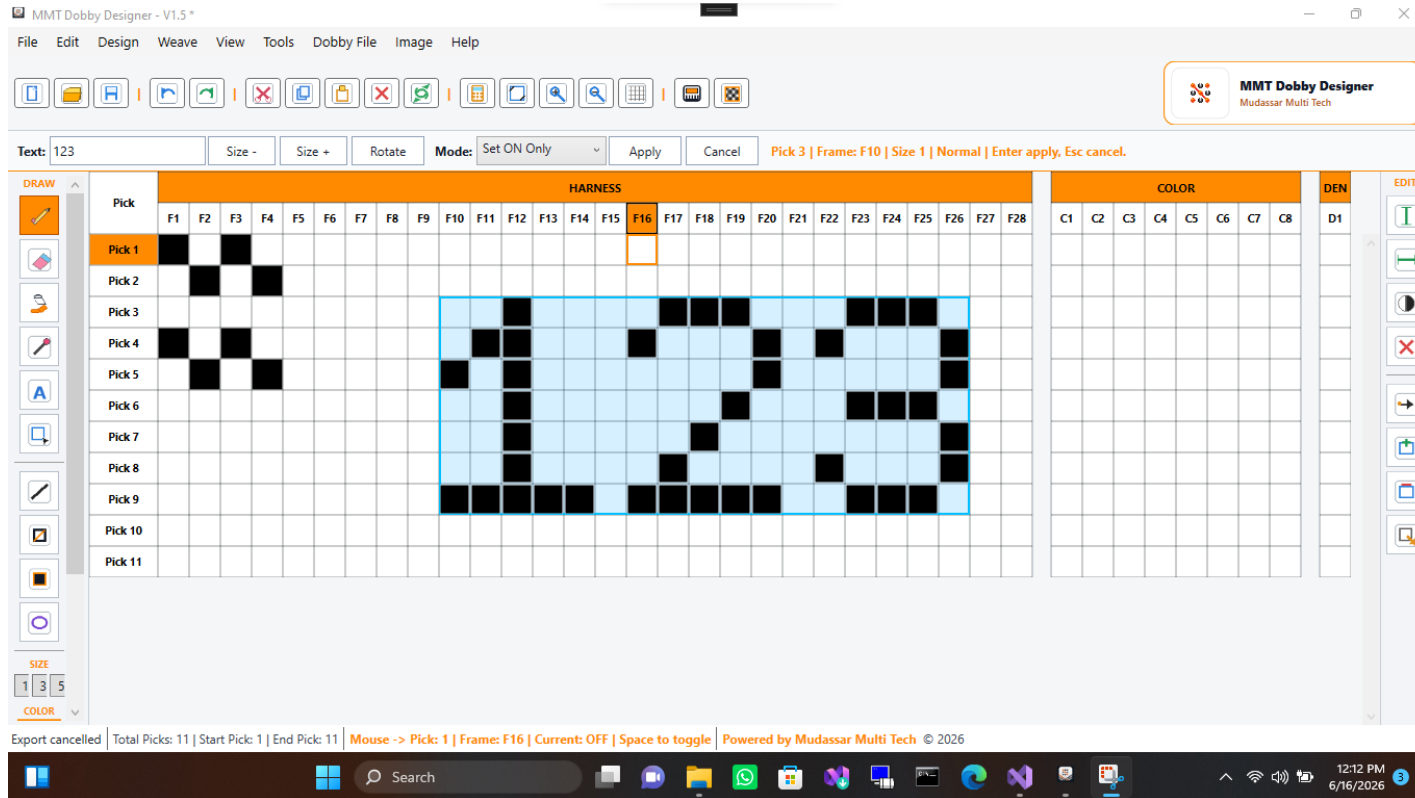 MMT Dobby Designer - V1.5 *
File Edit Design Weave View Tools Dobby File Image Help
MMT Dobby Designer
Mudassar Multi Tech
Text: 123 Size - Size + Rotate Mode: Set ON Only Apply Cancel Pick 3 | Frame: F10 | Size 1 | Normal | Enter apply, Esc cancel.
DRAW Pick HARNESS COLOR DEN EDIT
F1 F2 F3 F4 F5 F6 F7 F8 F9 F10 F11 F12 F13 F14 F15 F16 F17 F18 F19 F20 F21 F22 F23 F24 F25 F26 F27 F28 C1 C2 C3 C4 C5 C6 C7 C8 D1
Pick 1
Pick 2
Pick 3
Pick 4
Pick 5
Pick 6
Pick 7
Pick 8
Pick 9
Pick 10
Pick 11
123
A
SIZE
1 3 5
COLOR
Export cancelled Total Picks: 11 | Start Pick: 1 | End Pick: 11 Mouse -> Pick: 1 | Frame: F16 | Current: OFF | Space to toggle Powered by Mudassar Multi Tech © 2026
Search
12:12 PM
6/16/2026
3